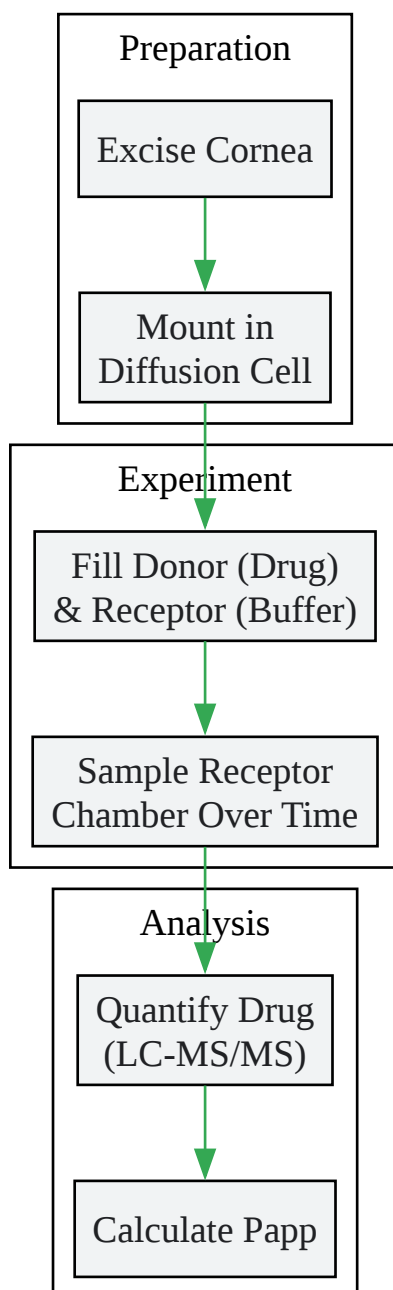 Preparation
Excise Cornea
Mount in
Diffusion Cell
Experiment
Fill Donor (Drug)
& Receptor (Buffer)
Sample Receptor
Chamber Over Time
Analysis
Quantify Drug
(LC-MS/MS)
Calculate Papp